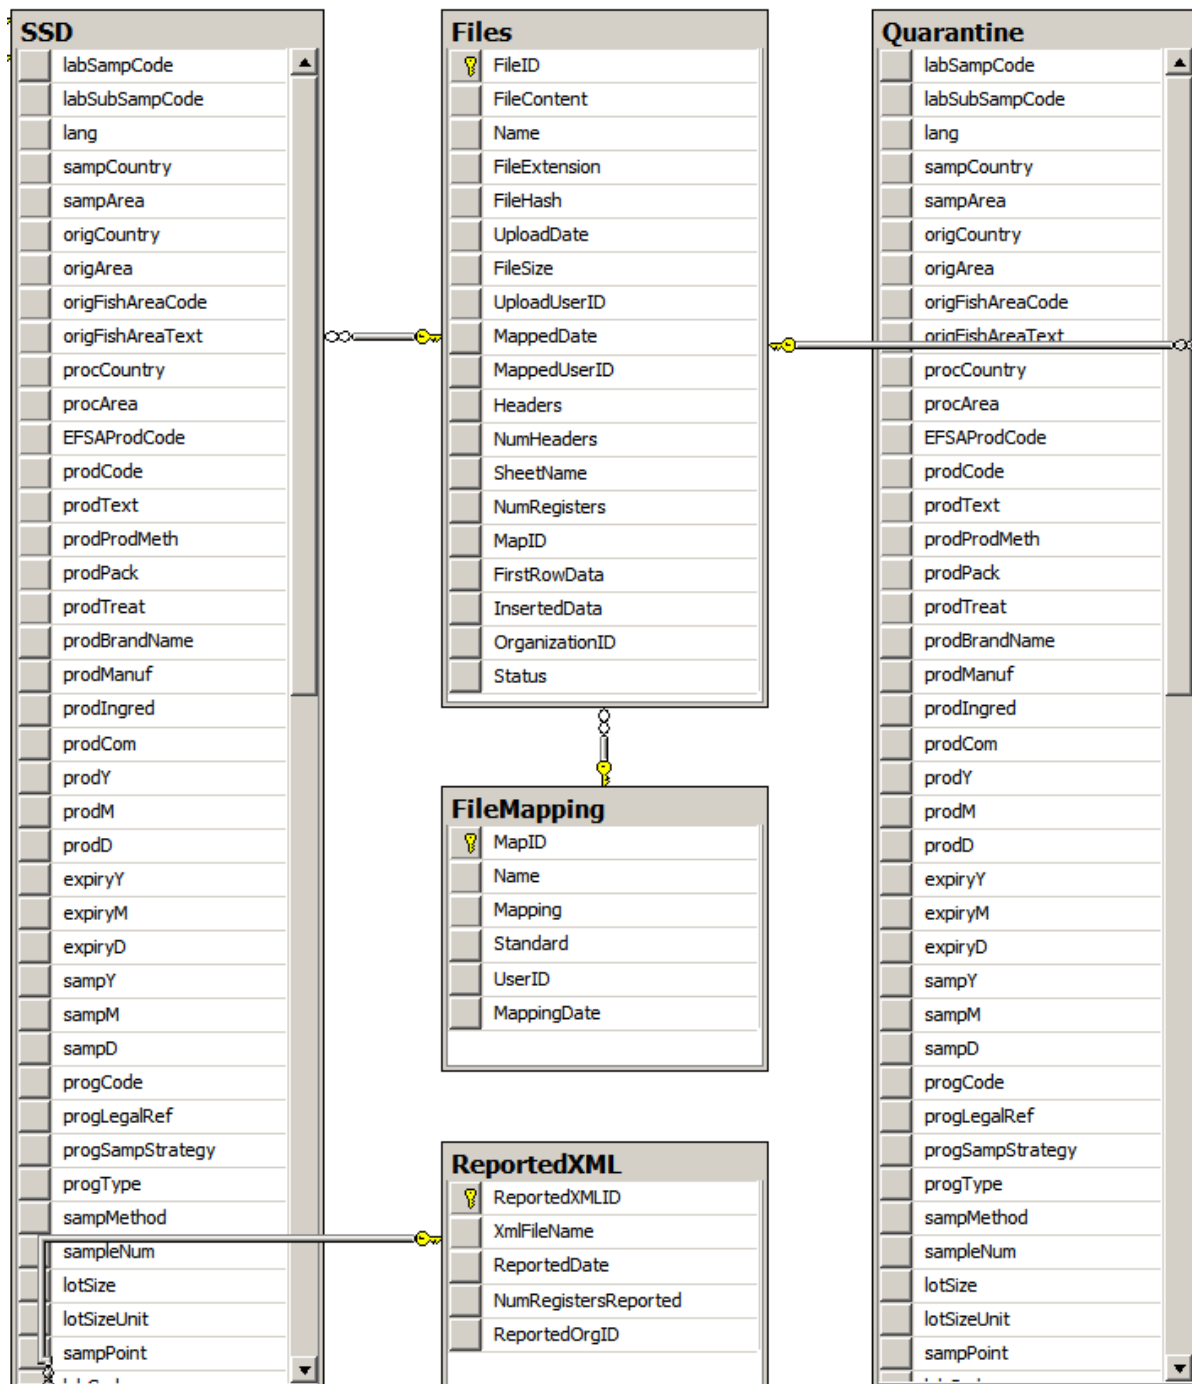 SSD
labSampCode
labSubSampCode
lang
sampCountry
sampArea
origCountry
origArea
origFishAreaCode
origFishAreaText
procCountry
procArea
EFSAProdCode
prodCode
prodText
prodProdMeth
prodPack
prodTreat
prodBrandName
prodManuf
prodIngred
prodCom
prodY
prodM
prodD
expiryY
expiryM
expiryD
sampY
sampM
sampD
progCode
progLegalRef
progSampStrategy
progType
sampMethod
sampleNum
lotSize
lotSizeUnit
sampPoint
Files
FileID
FileContent
Name
FileExtension
FileHash
UploadDate
FileSize
UploadUserID
MappedDate
MappedUserID
Headers
NumHeaders
SheetName
NumRegisters
MapID
FirstRowData
InsertedData
OrganizationID
Status
FileMapping
MapID
Name
Mapping
Standard
UserID
MappingDate
ReportedXML
ReportedXMLID
XmlFileName
ReportedDate
NumRegistersReported
ReportedOrgID
Quarantine
labSampCode
labSubSampCode
lang
sampCountry
sampArea
origCountry
origArea
origFishAreaCode
origFishAreaText
procCountry
procArea
EFSAProdCode
prodCode
prodText
prodProdMeth
prodPack
prodTreat
prodBrandName
prodManuf
prodIngred
prodCom
prodY
prodM
prodD
expiryY
expiryM
expiryD
sampY
sampM
sampD
progCode
progLegalRef
progSampStrategy
progType
sampMethod
sampleNum
lotSize
lotSizeUnit
sampPoint